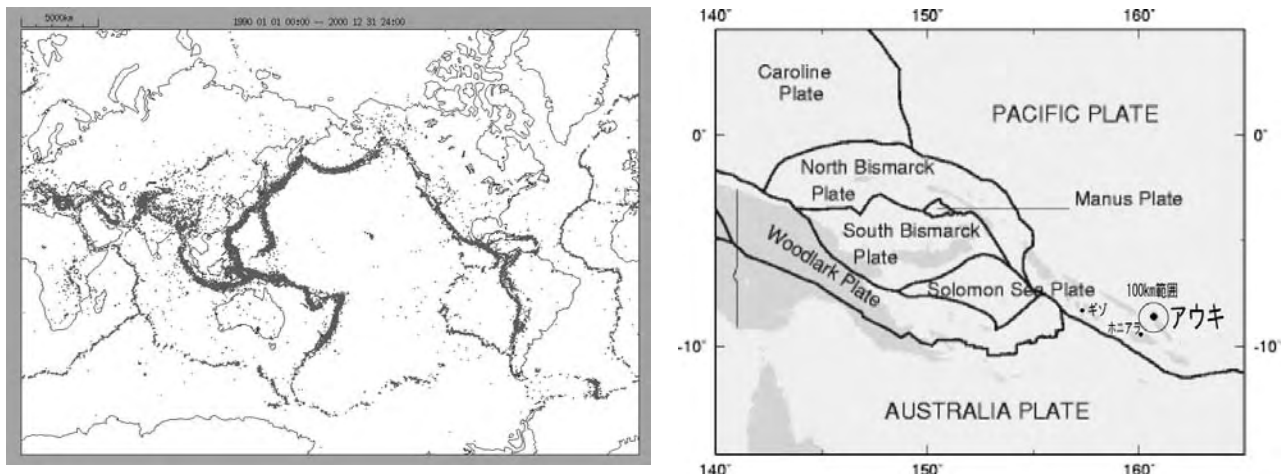 5000km
1990 01 01 00:00 -- 2000 12 31 24:00
140°
150°
160°
Caroline
Plate
PACIFIC PLATE
0°
0°
North Bismarck
Plate
Manus Plate
South Bismarck
Plate
Woodlark Plate
Solomon Sea Plate
100km範囲
アウキ
ギゾ
ホニアラ
-10°
-10°
AUSTRALIA PLATE
140°
150°
160°